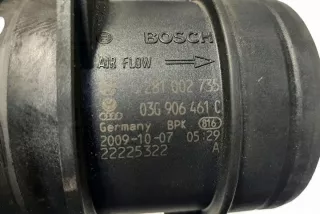 BOSCH
AIR FLOW
281 002 735
03G 906 461 C
Germany BPK 816
2009-10-07 05:29
22225322 A